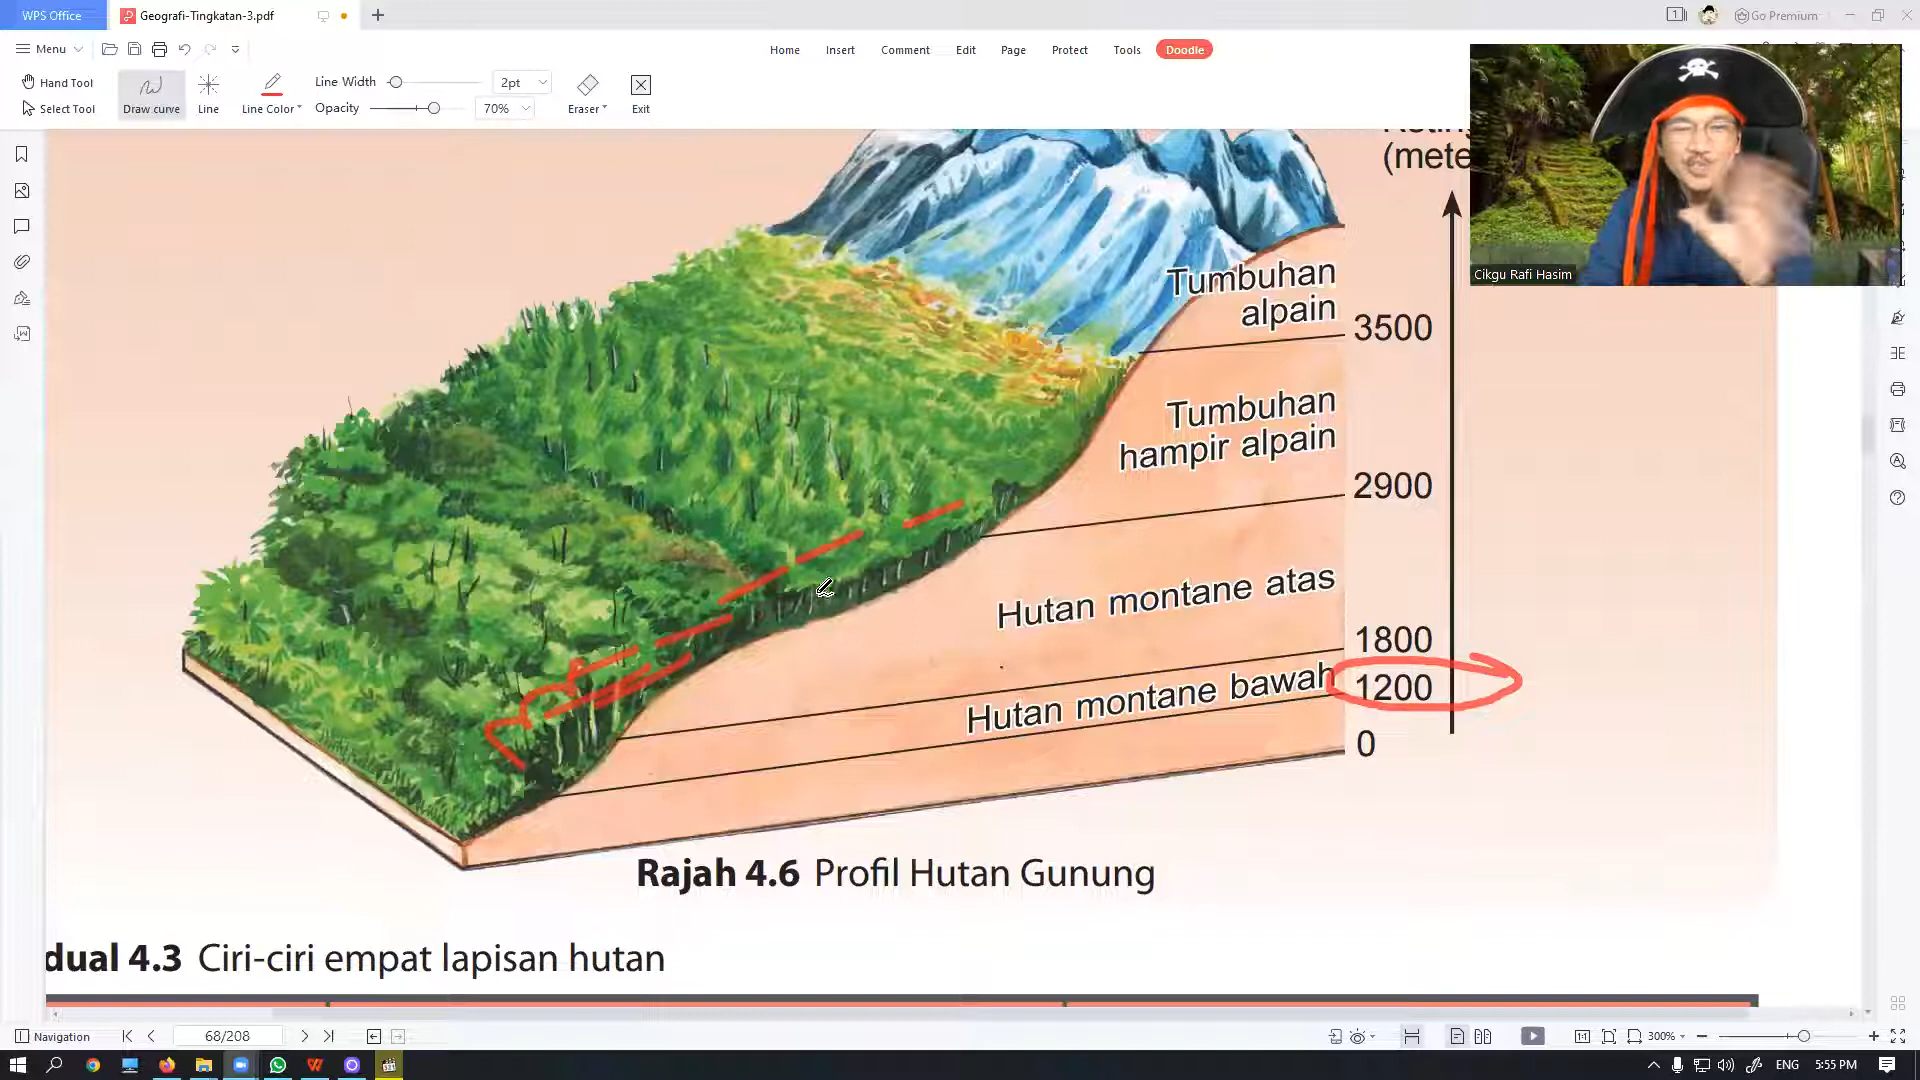 WPS Office
Geografi-Tingkatan-3.pdf
Go Premium
Menu
Home Insert Comment Edit Page Protect Tools Doodle
Hand Tool
Select Tool
Draw curve
Line
Line Color
Line Width 2pt
Opacity 70%
Eraser
Exit
(mete
Cikgu Rafi Hasim
Tumbuhan
alpain
3500
Tumbuhan
hampir alpain
2900
Hutan montane atas
1800
Hutan montane bawah
1200
0
Rajah 4.6 Profil Hutan Gunung
dual 4.3 Ciri-ciri empat lapisan hutan
Navigation
68/208
300%
ENG
5:55 PM